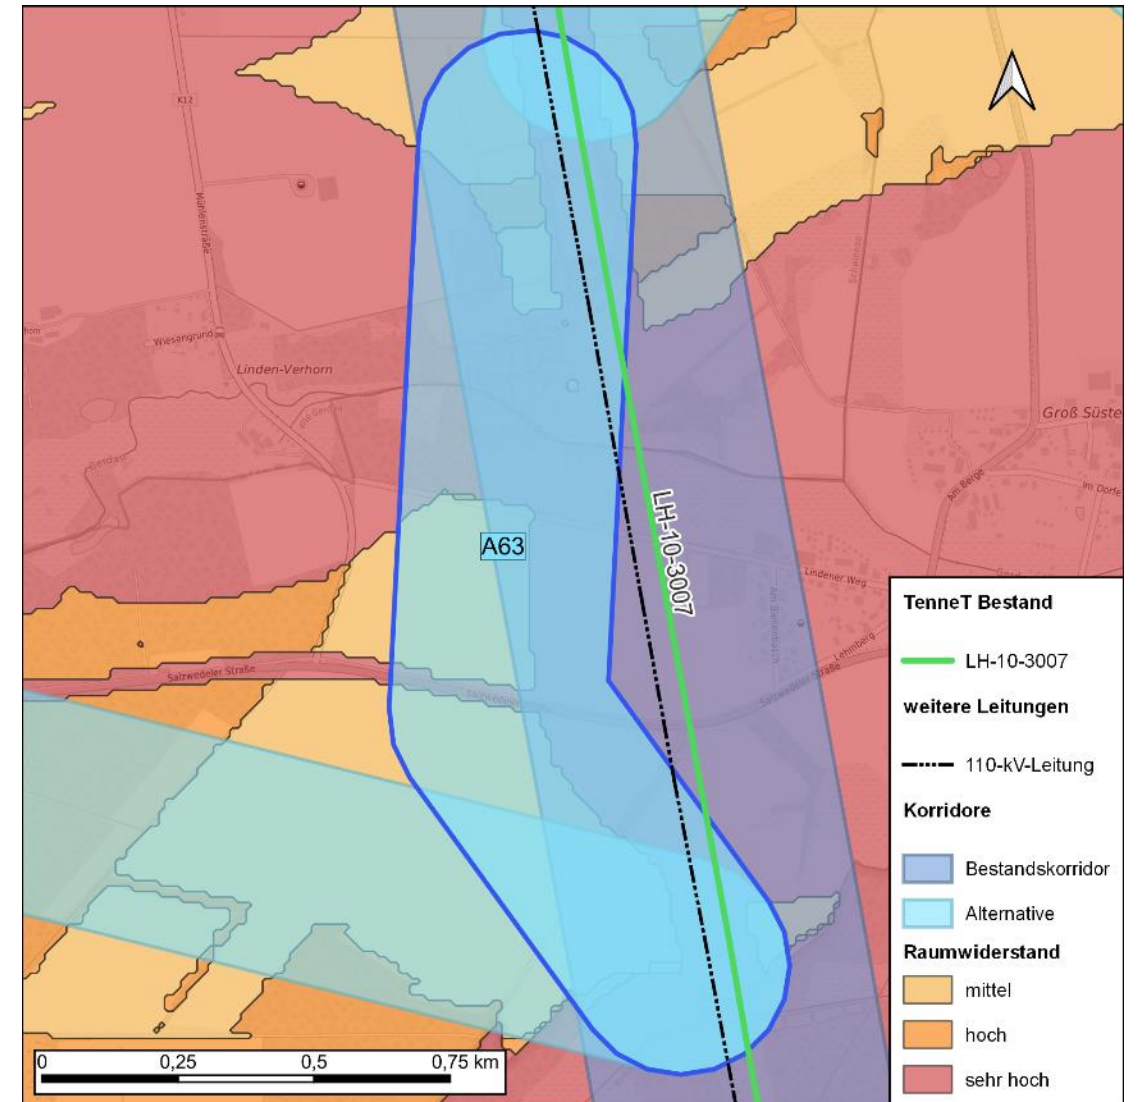 K12
Mühlenstraße
Wiesengrund
Linden-Verhorn
Gerdau
Groß Süste
Am Berge
Im Dorfe
A63
LH-10-3007
Lindener Weg
Lehmberg
Salzwedeler Straße
Salzwedeler Straße
TenneT Bestand
LH-10-3007
weitere Leitungen
110-kV-Leitung
Korridore
Bestandskorridor
Alternative
Raumwiderstand
mittel
hoch
sehr hoch
0 0,25 0,5 0,75 km